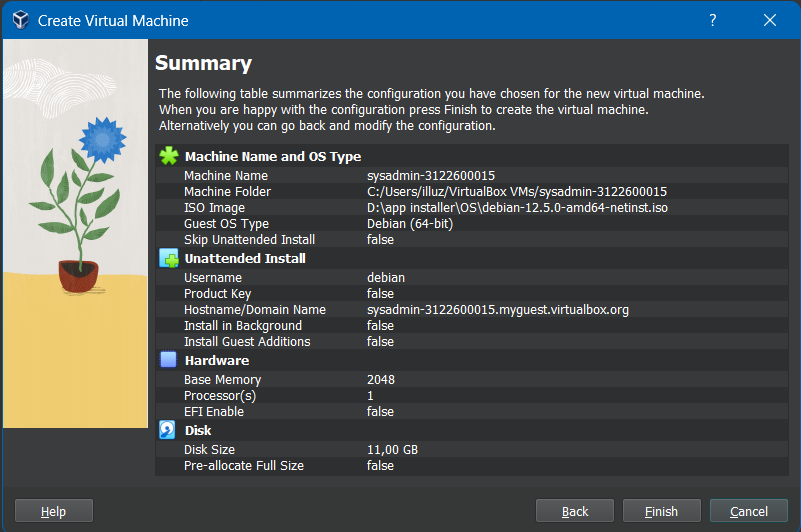 Create Virtual Machine
?
Summary
The following table summarizes the configuration you have chosen for the new virtual machine.
When you are happy with the configuration press Finish to create the virtual machine.
Alternatively you can go back and modify the configuration.
Machine Name and OS Type
Machine Name sysadmin-3122600015
Machine Folder C:/Users/illuz/VirtualBox VMs/sysadmin-3122600015
ISO Image D:\app installer\OS\debian-12.5.0-amd64-netinst.iso
Guest OS Type Debian (64-bit)
Skip Unattended Install false
Unattended Install
Username debian
Product Key false
Hostname/Domain Name sysadmin-3122600015.myguest.virtualbox.org
Install in Background false
Install Guest Additions false
Hardware
Base Memory 2048
Processor(s) 1
EFI Enable false
Disk
Disk Size 11,00 GB
Pre-allocate Full Size false
Help Back Finish Cancel